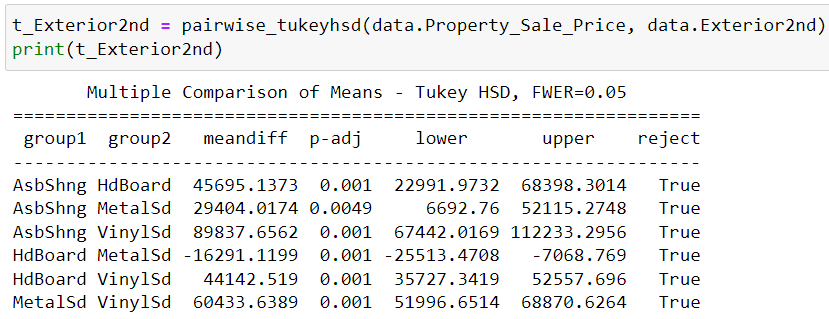 t_Exterior2nd = pairwise_tukeyhsd(data.Property_Sale_Price, data.Exterior2nd)
print(t_Exterior2nd)
Multiple Comparison of Means - Tukey HSD, FWER=0.05
=================================================================
group1 group2 meandiff p-adj lower upper reject
-----------------------------------------------------------------
AsbShng HdBoard 45695.1373 0.001 22991.9732 68398.3014 True
AsbShng MetalSd 29404.0174 0.0049 6692.76 52115.2748 True
AsbShng VinylSd 89837.6562 0.001 67442.0169 112233.2956 True
HdBoard MetalSd -16291.1199 0.001 -25513.4708 -7068.769 True
HdBoard VinylSd 44142.519 0.001 35727.3419 52557.696 True
MetalSd VinylSd 60433.6389 0.001 51996.6514 68870.6264 True